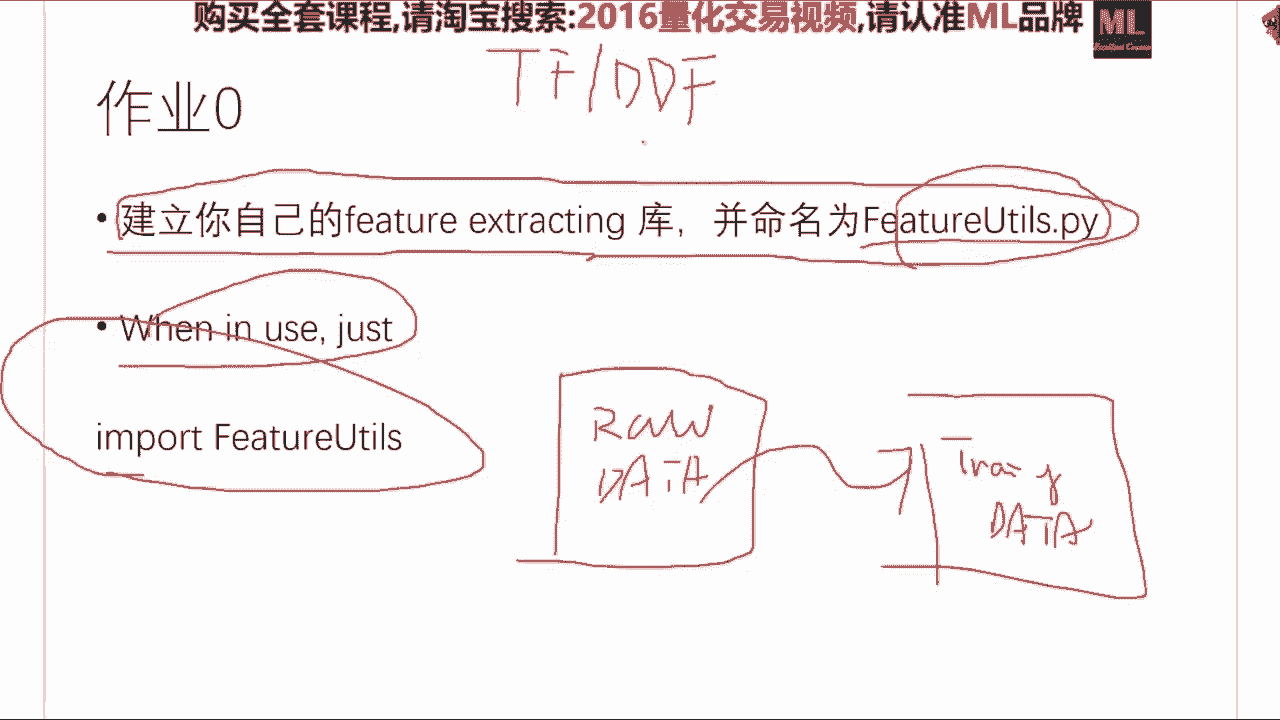 购买全套课程,请淘宝搜索:2016量化交易视频,请认准ML品牌
ML
TF/DDF
作业0
• 建立你自己的feature extracting 库，并命名为FeatureUtils.py
• When in use, just
import FeatureUtils
Raw
DATA
DATA